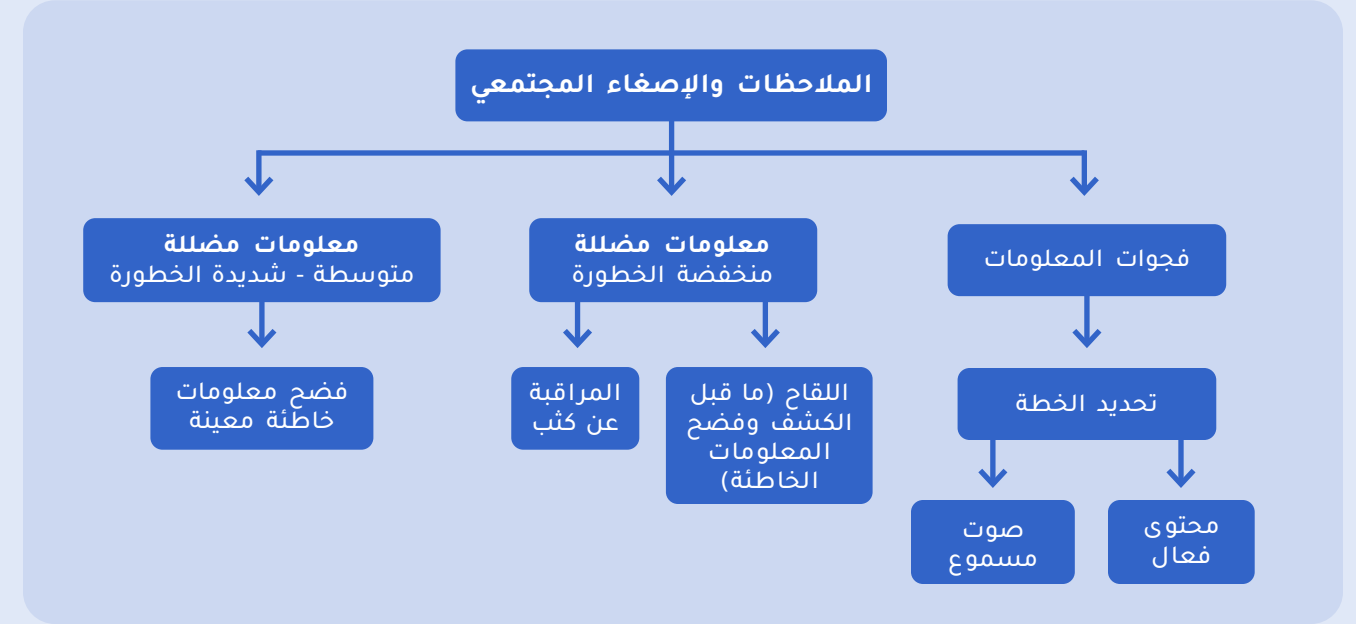 الملاحظات والإصغاء المجتمعي
فجوات المعلومات
معلومات مضللة
منخفضة الخطورة
معلومات مضللة
متوسطة - شديدة الخطورة
تحديد الخطة
اللقاح (ما قبل
الكشف وفضح
المعلومات
الخاطئة)
المراقبة
عن كثب
فضح معلومات
خاطئة معينة
محتوى
فعال
صوت
مسموع